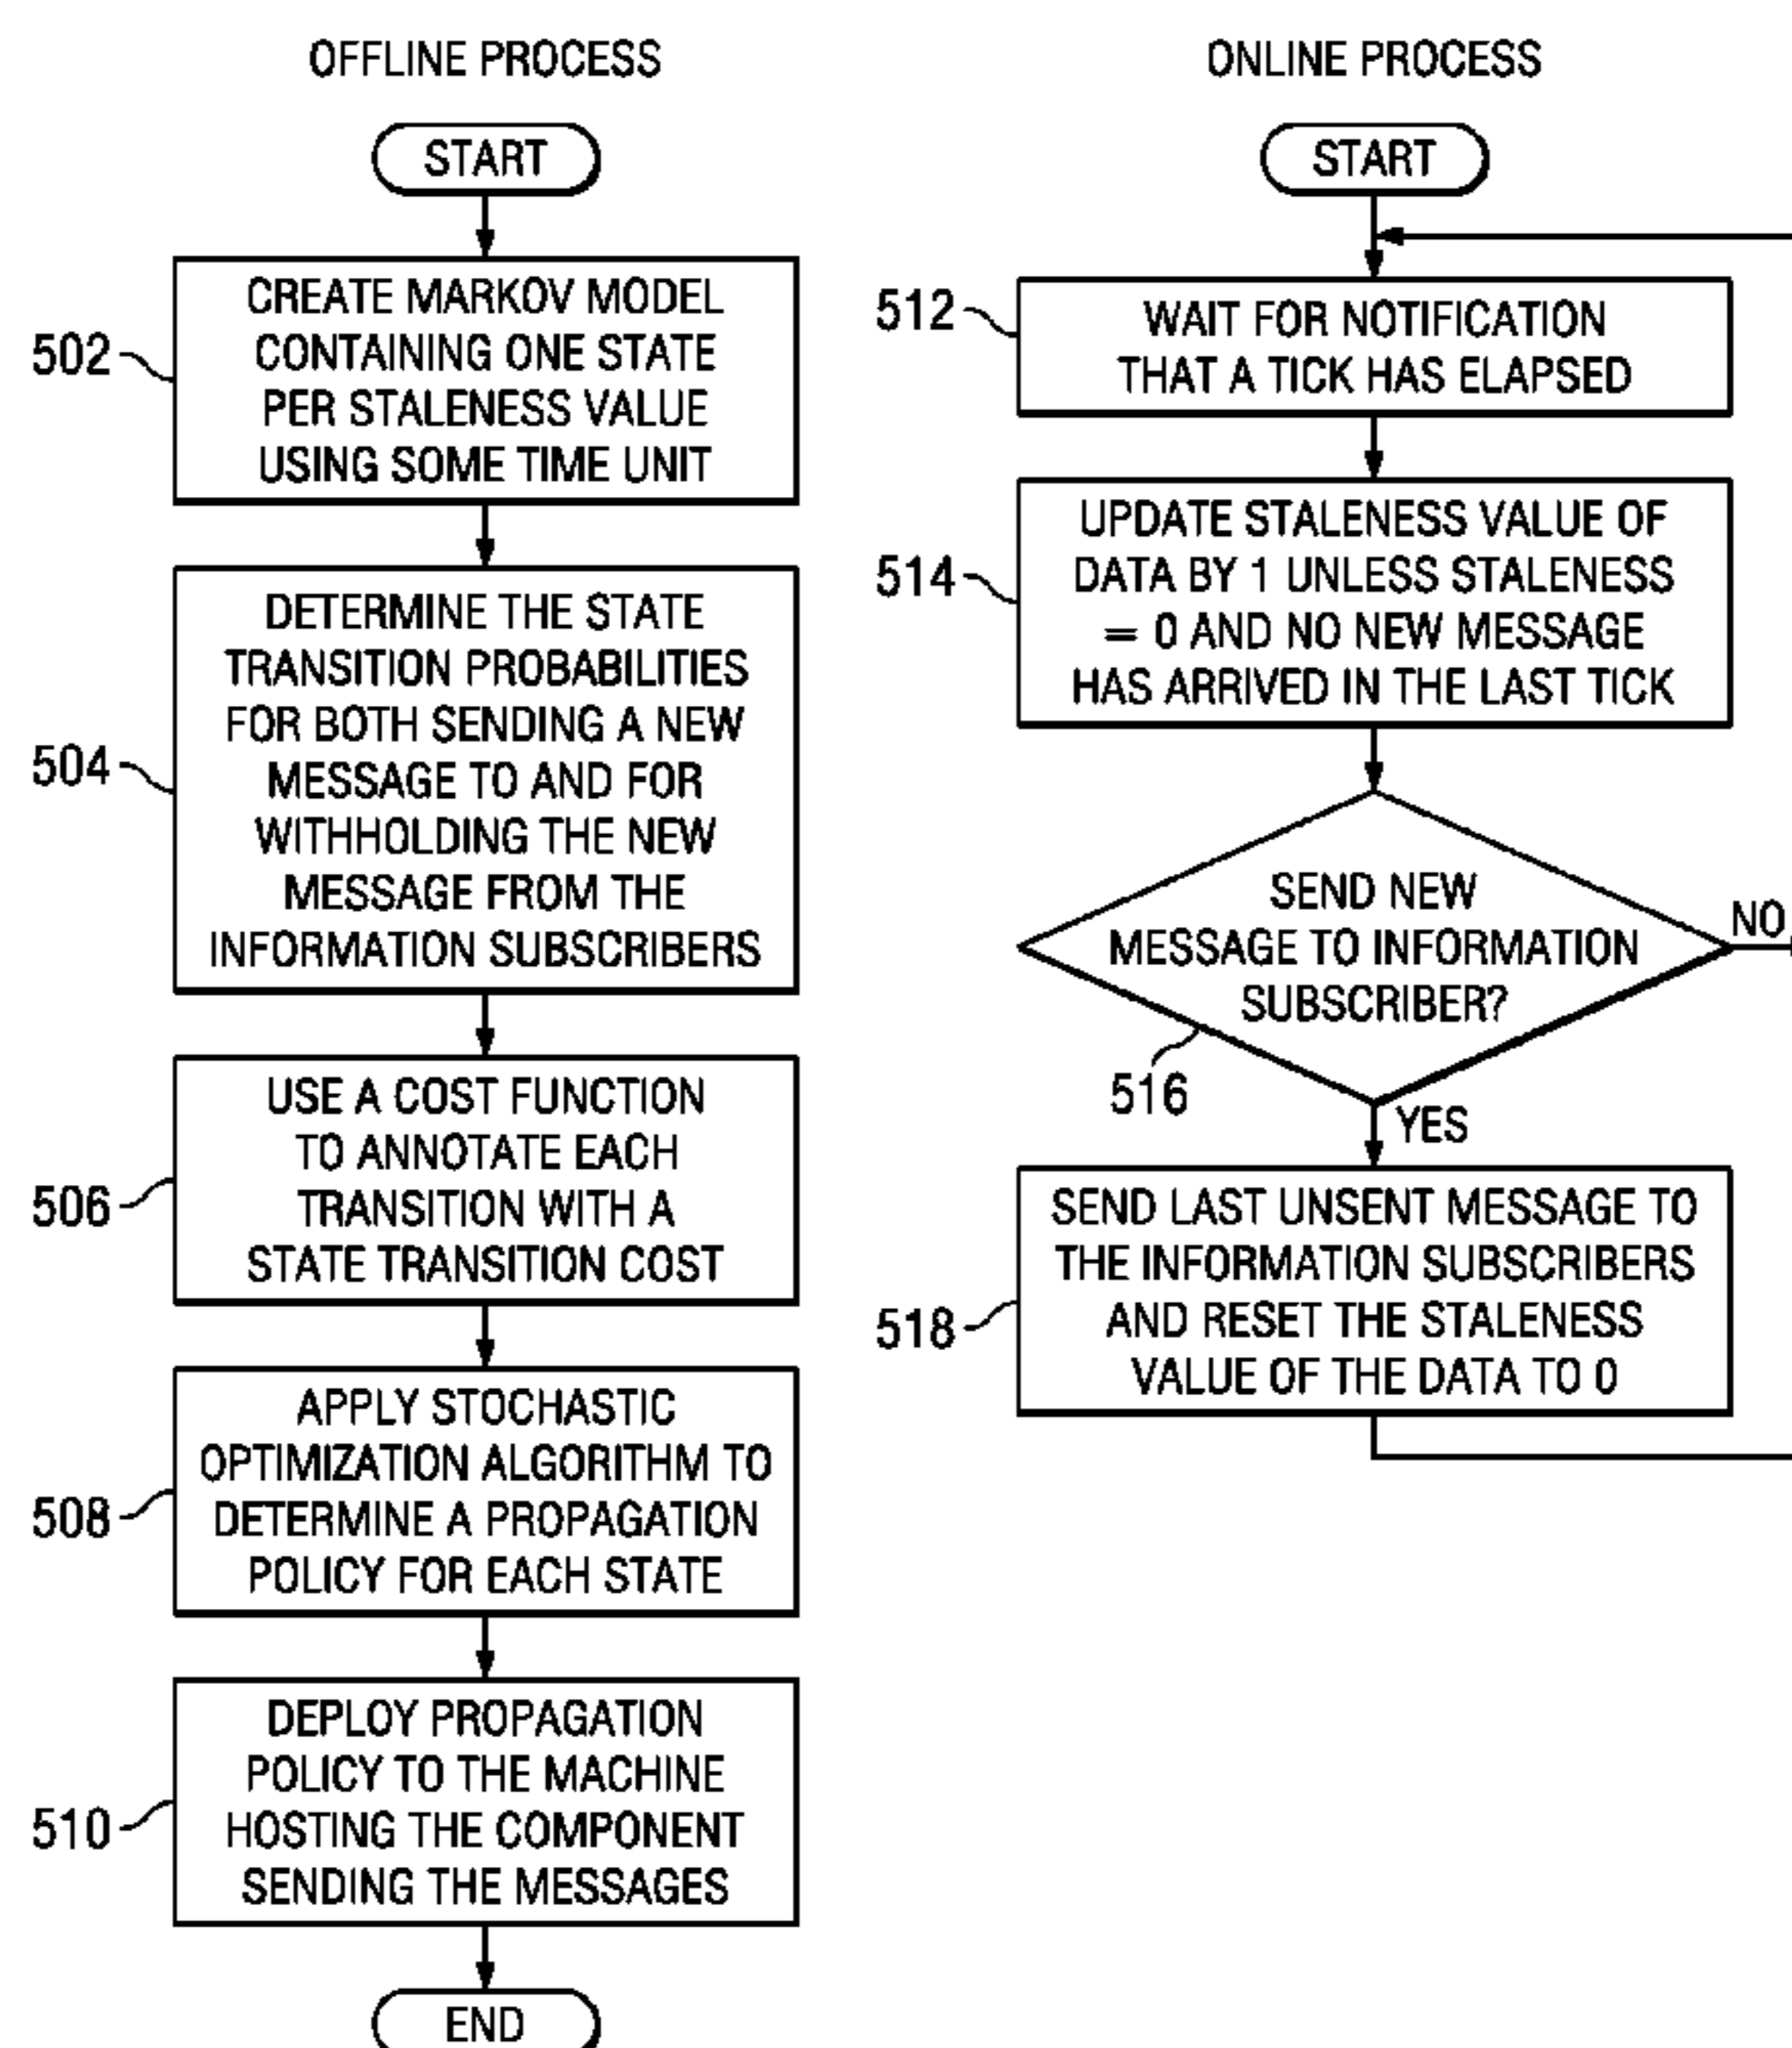 OFFLINE PROCESS
START
502
CREATE MARKOV MODEL
CONTAINING ONE STATE
PER STALENESS VALUE
USING SOME TIME UNIT
504
DETERMINE THE STATE
TRANSITION PROBABILITIES
FOR BOTH SENDING A NEW
MESSAGE TO AND FOR
WITHHOLDING THE NEW
MESSAGE FROM THE
INFORMATION SUBSCRIBERS
506
USE A COST FUNCTION
TO ANNOTATE EACH
TRANSITION WITH A
STATE TRANSITION COST
508
APPLY STOCHASTIC
OPTIMIZATION ALGORITHM TO
DETERMINE A PROPAGATION
POLICY FOR EACH STATE
510
DEPLOY PROPAGATION
POLICY TO THE MACHINE
HOSTING THE COMPONENT
SENDING THE MESSAGES
END
ONLINE PROCESS
START
512
WAIT FOR NOTIFICATION
THAT A TICK HAS ELAPSED
514
UPDATE STALENESS VALUE OF
DATA BY 1 UNLESS STALENESS
= 0 AND NO NEW MESSAGE
HAS ARRIVED IN THE LAST TICK
SEND NEW
MESSAGE TO INFORMATION
SUBSCRIBER?
NO
516
YES
518
SEND LAST UNSENT MESSAGE TO
THE INFORMATION SUBSCRIBERS
AND RESET THE STALENESS
VALUE OF THE DATA TO 0